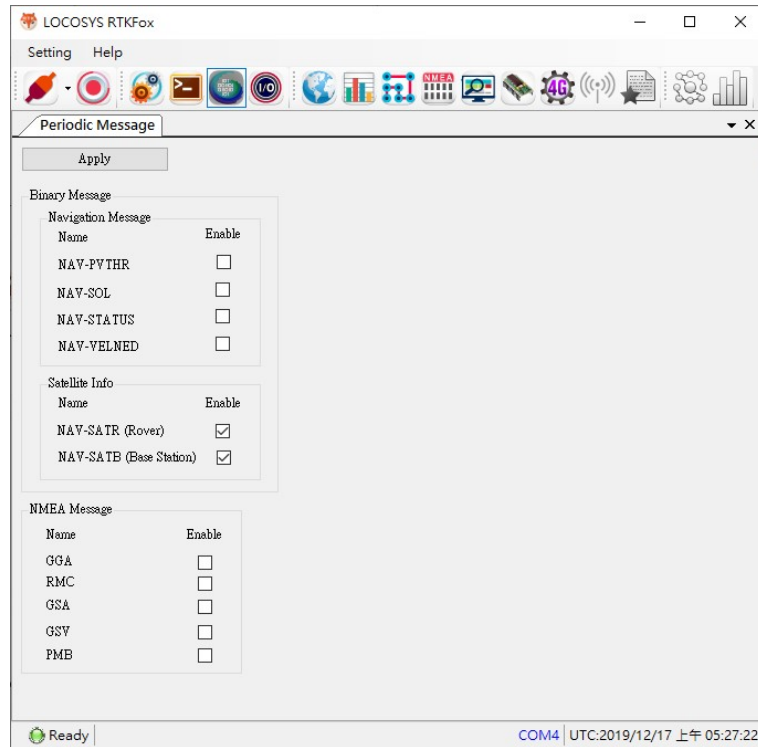 LOCOSYS RTKFox
Setting Help
NMEA
4G
I/O
Periodic Message
Apply
Binary Message
Navigation Message
Name Enable
NAV-PVTHR
NAV-SOL
NAV-STATUS
NAV-VELNED
Satellite Info
Name Enable
NAV-SATR (Rover)
NAV-SATB (Base Station)
NMEA Message
Name Enable
GGA
RMC
GSA
GSV
PMB
Ready COM4 UTC:2019/12/17 上午 05:27:22